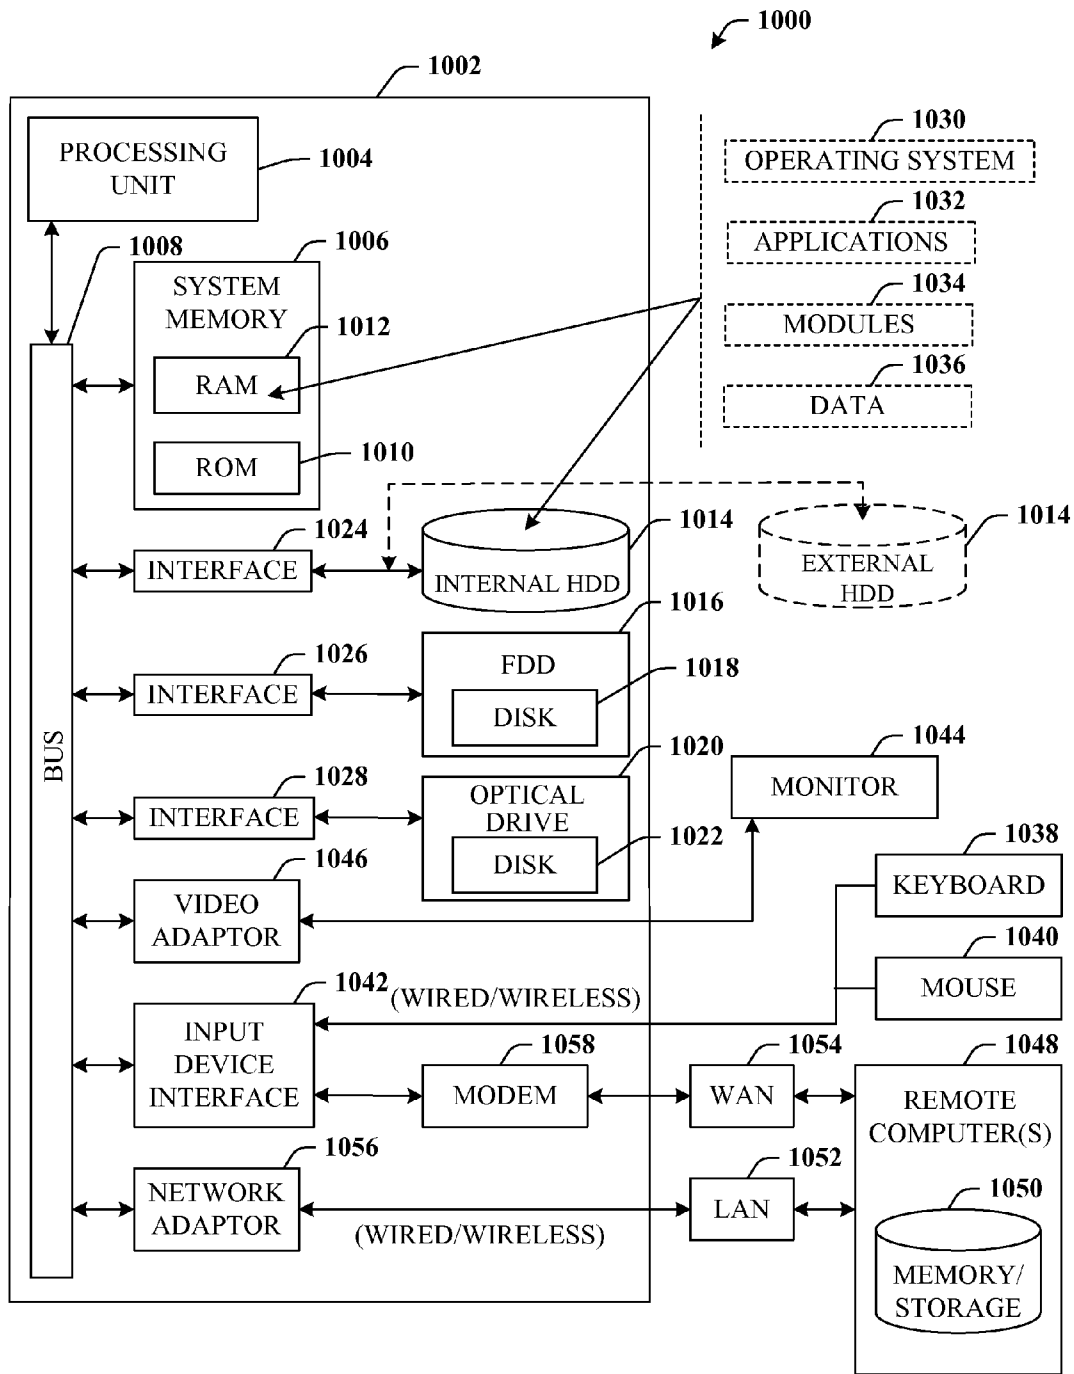 1000
1002
PROCESSING
UNIT
1004
1030
OPERATING SYSTEM
1032
APPLICATIONS
1034
MODULES
1036
DATA
1008
1006
SYSTEM
MEMORY
1012
RAM
1010
ROM
1024
INTERFACE
1014
INTERNAL HDD
1014
EXTERNAL
HDD
1026
INTERFACE
1016
FDD
1018
DISK
BUS
1028
INTERFACE
1020
OPTICAL
DRIVE
1022
DISK
1044
MONITOR
1046
VIDEO
ADAPTOR
1038
KEYBOARD
1040
MOUSE
1042
INPUT
DEVICE
INTERFACE
(WIRED/WIRELESS)
1058
MODEM
1054
WAN
1048
REMOTE
COMPUTER(S)
1056
NETWORK
ADAPTOR
(WIRED/WIRELESS)
1052
LAN
1050
MEMORY/
STORAGE